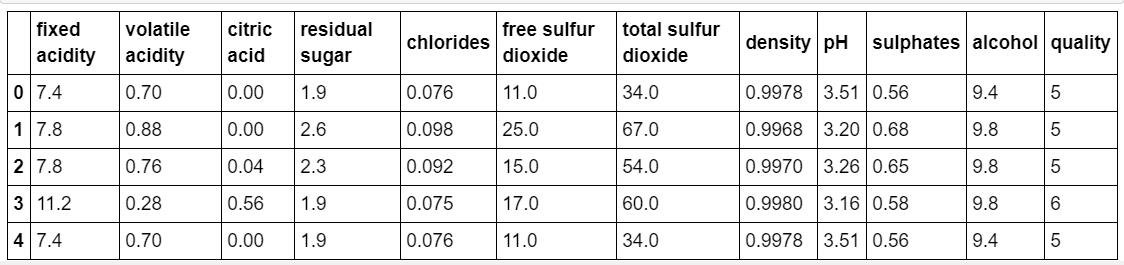 fixed acidity volatile acidity citric acid residual sugar chlorides free sulfur dioxide total sulfur dioxide density pH sulphates alcohol quality
0 7.4 0.70 0.00 1.9 0.076 11.0 34.0 0.9978 3.51 0.56 9.4 5
1 7.8 0.88 0.00 2.6 0.098 25.0 67.0 0.9968 3.20 0.68 9.8 5
2 7.8 0.76 0.04 2.3 0.092 15.0 54.0 0.9970 3.26 0.65 9.8 5
3 11.2 0.28 0.56 1.9 0.075 17.0 60.0 0.9980 3.16 0.58 9.8 6
4 7.4 0.70 0.00 1.9 0.076 11.0 34.0 0.9978 3.51 0.56 9.4 5